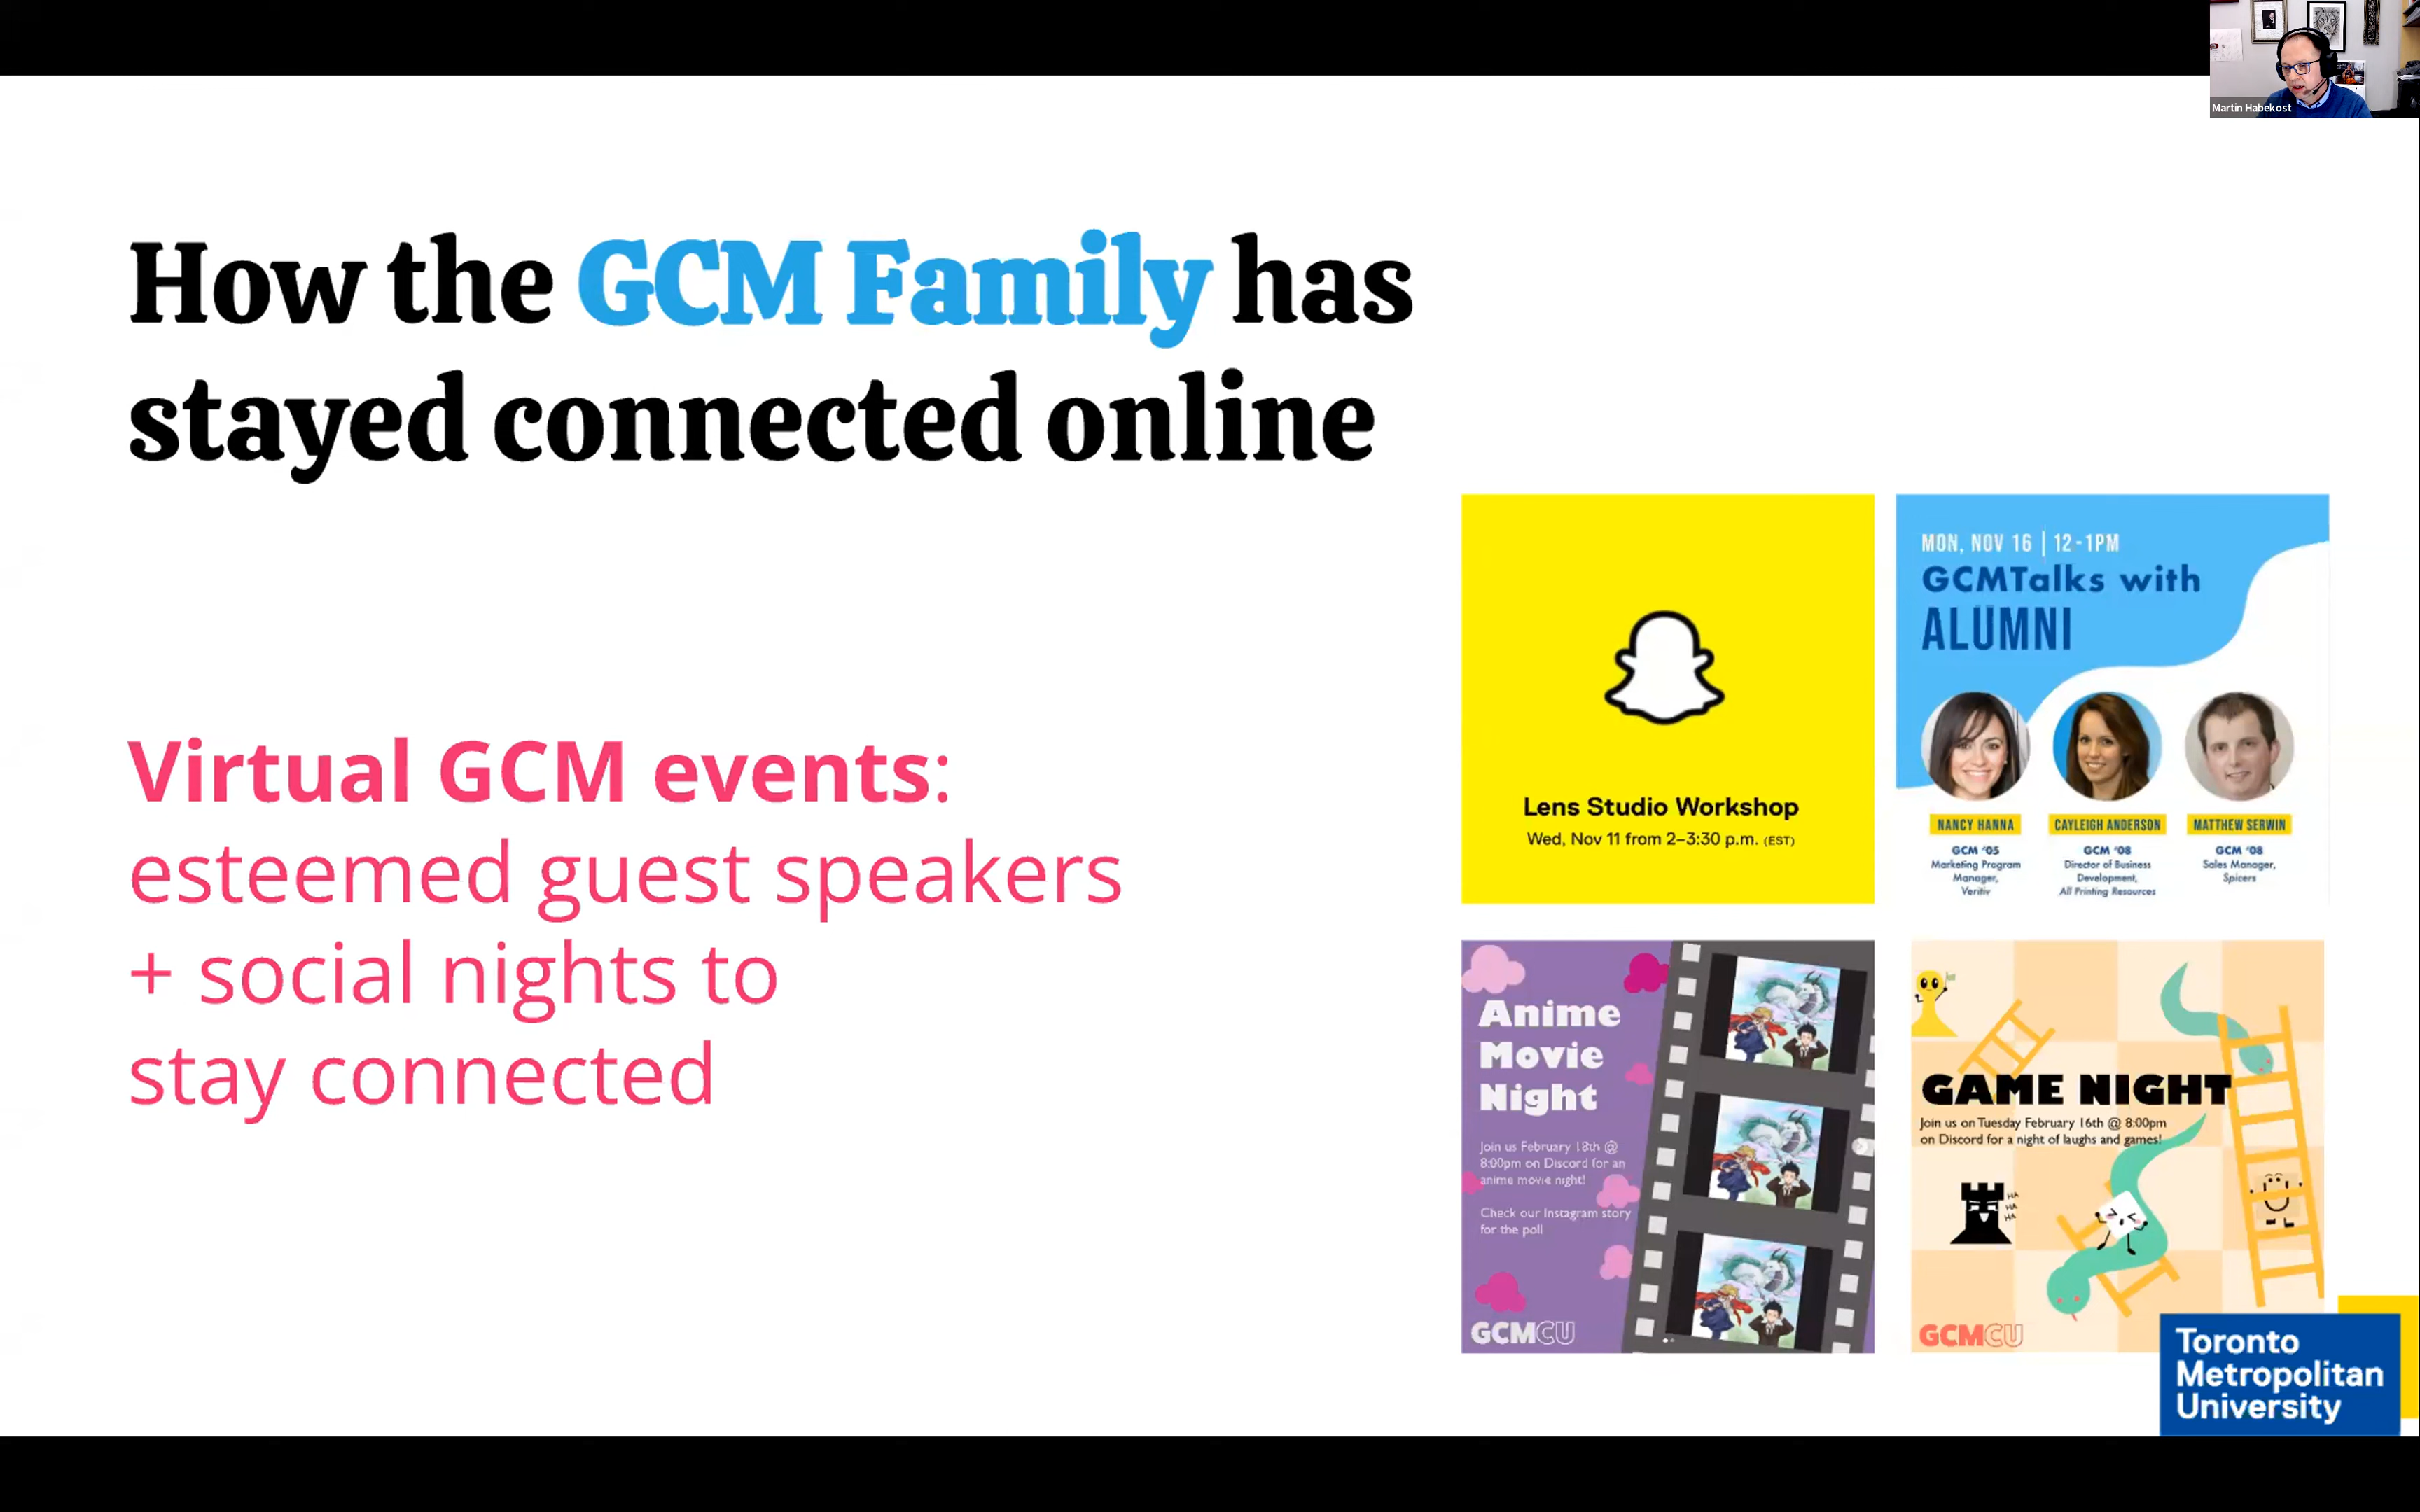 Martin Habekost
How the GCM Family has
stayed connected online
Virtual GCM events:
esteemed guest speakers
+ social nights to
stay connected
Lens Studio Workshop
Wed, Nov 11 from 2–3:30 p.m. (EST)
MON, NOV 16 | 12-1PM
GCMTalks with
ALUMNI
NANCY HANNA
GCM '05
Marketing Program
Manager,
Veritiv
CAYLEIGH ANDERSON
GCM '08
Director of Business
Development,
All Printing Resources
MATTHEW SERWIN
GCM '08
Sales Manager,
Spicers
Anime
Movie
Night
Join us February 18th @
8:00pm on Discord for an
anime movie night!
Check our Instagram story
for the poll
GCMCU
GAME NIGHT
Join us on Tuesday February 16th @ 8:00pm
on Discord for a night of laughs and games!
HA
HA
HA
GCMCU
Toronto
Metropolitan
University